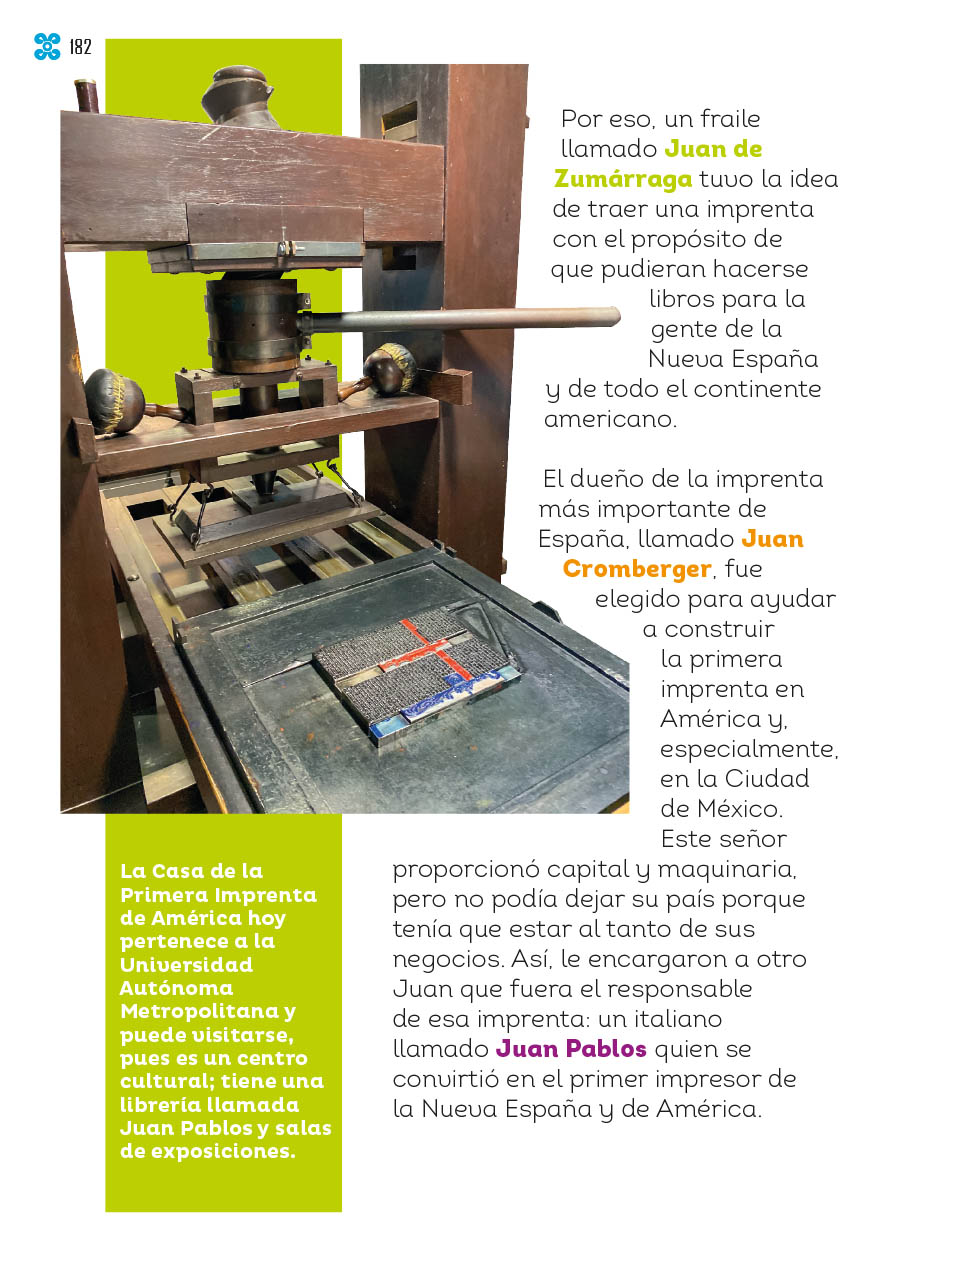 182
Por eso, un fraile
llamado Juan de
Zumárraga tuvo la idea
de traer una imprenta
con el propósito de
que pudieran hacerse
libros para la
gente de la
Nueva España
y de todo el continente
americano.
El dueño de la imprenta
más importante de
España, llamado Juan
Cromberger, fue
elegido para ayudar
a construir
la primera
imprenta en
América y,
especialmente,
en la Ciudad
de México.
Este señor
proporcionó capital y maquinaria,
pero no podía dejar su país porque
tenía que estar al tanto de sus
negocios. Así, le encargaron a otro
Juan que fuera el responsable
de esa imprenta: un italiano
llamado Juan Pablos quien se
convirtió en el primer impresor de
la Nueva España y de América.
La Casa de la
Primera Imprenta
de América hoy
pertenece a la
Universidad
Autónoma
Metropolitana y
puede visitarse,
pues es un centro
cultural; tiene una
librería llamada
Juan Pablos y salas
de exposiciones.